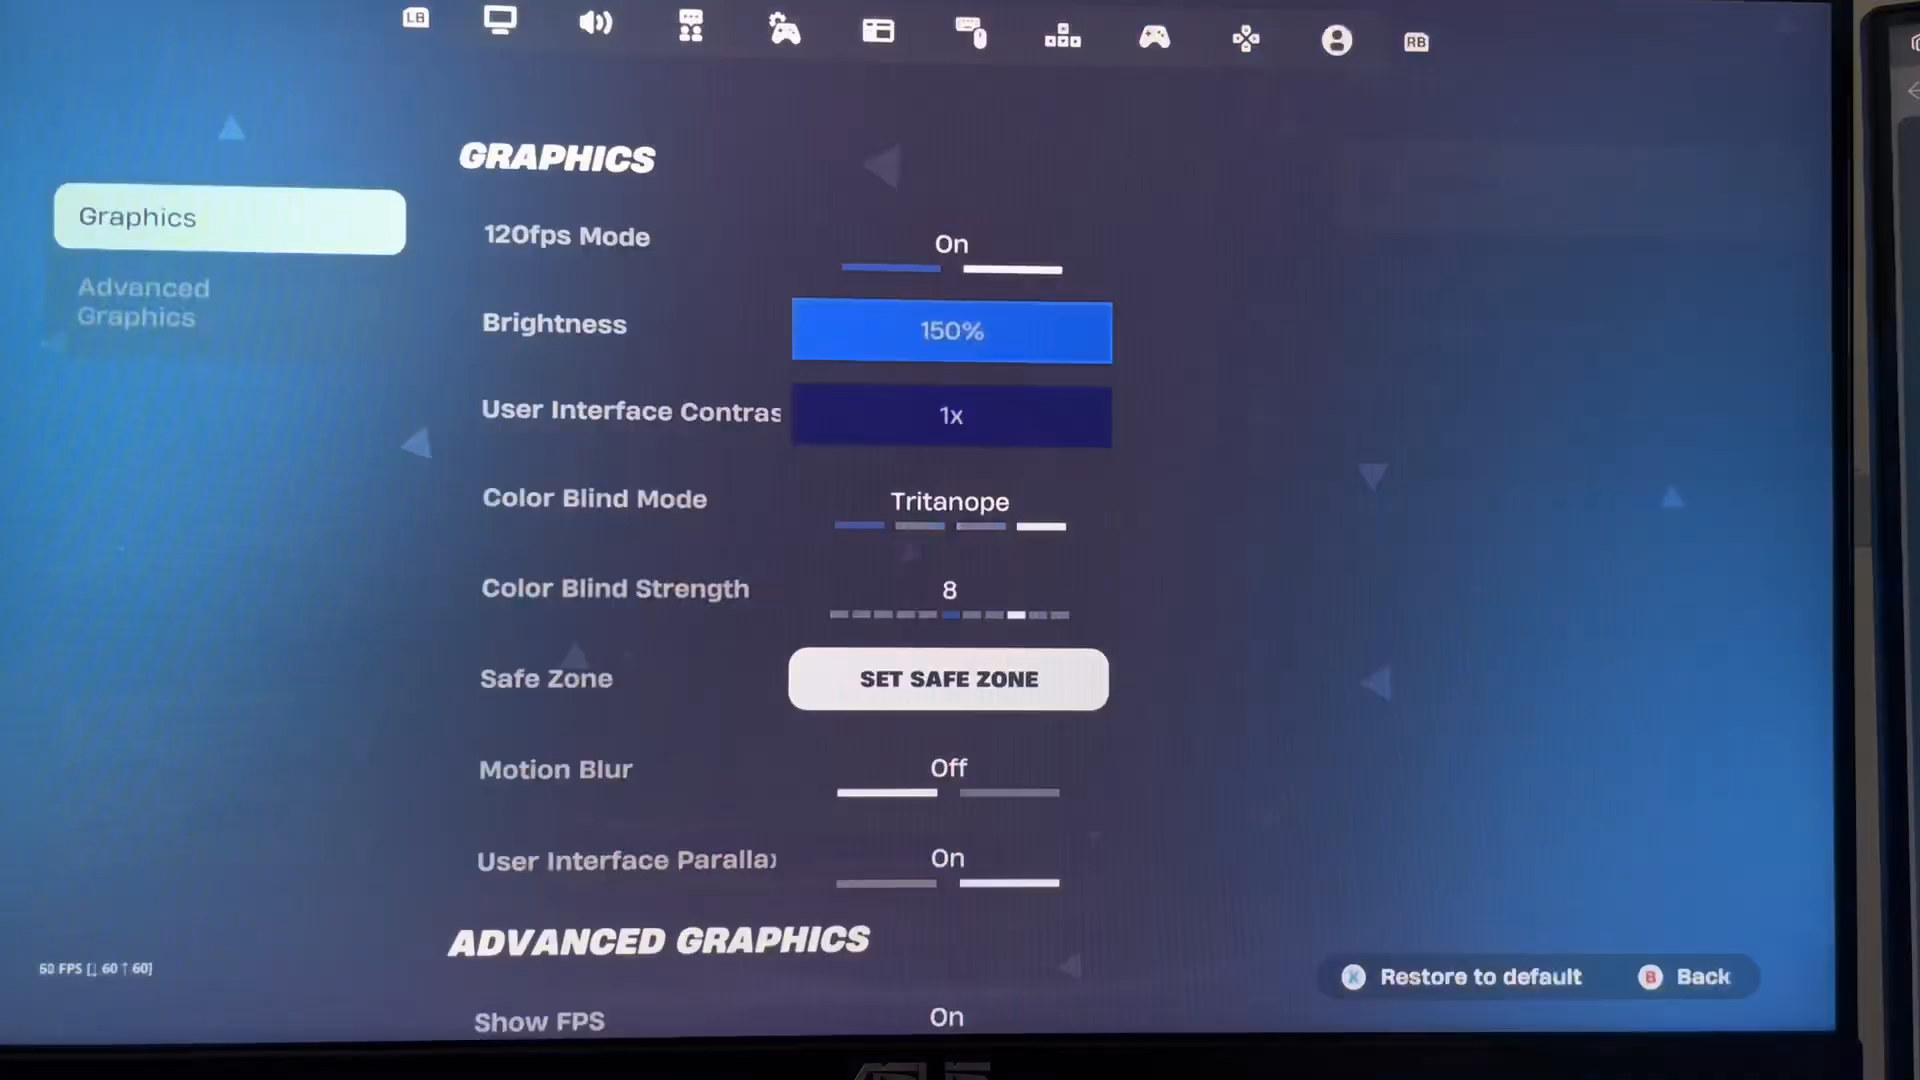 LB
RB
GRAPHICS
Graphics
120fps Mode
On
Advanced
Graphics
Brightness
150%
User Interface Contras
1x
Color Blind Mode
Tritanope
Color Blind Strength
8
Safe Zone
SET SAFE ZONE
Motion Blur
Off
User Interface Paralla
On
ADVANCED GRAPHICS
60 FPS [↓ 60 ↑ 60]
X Restore to default
B Back
Show FPS
On